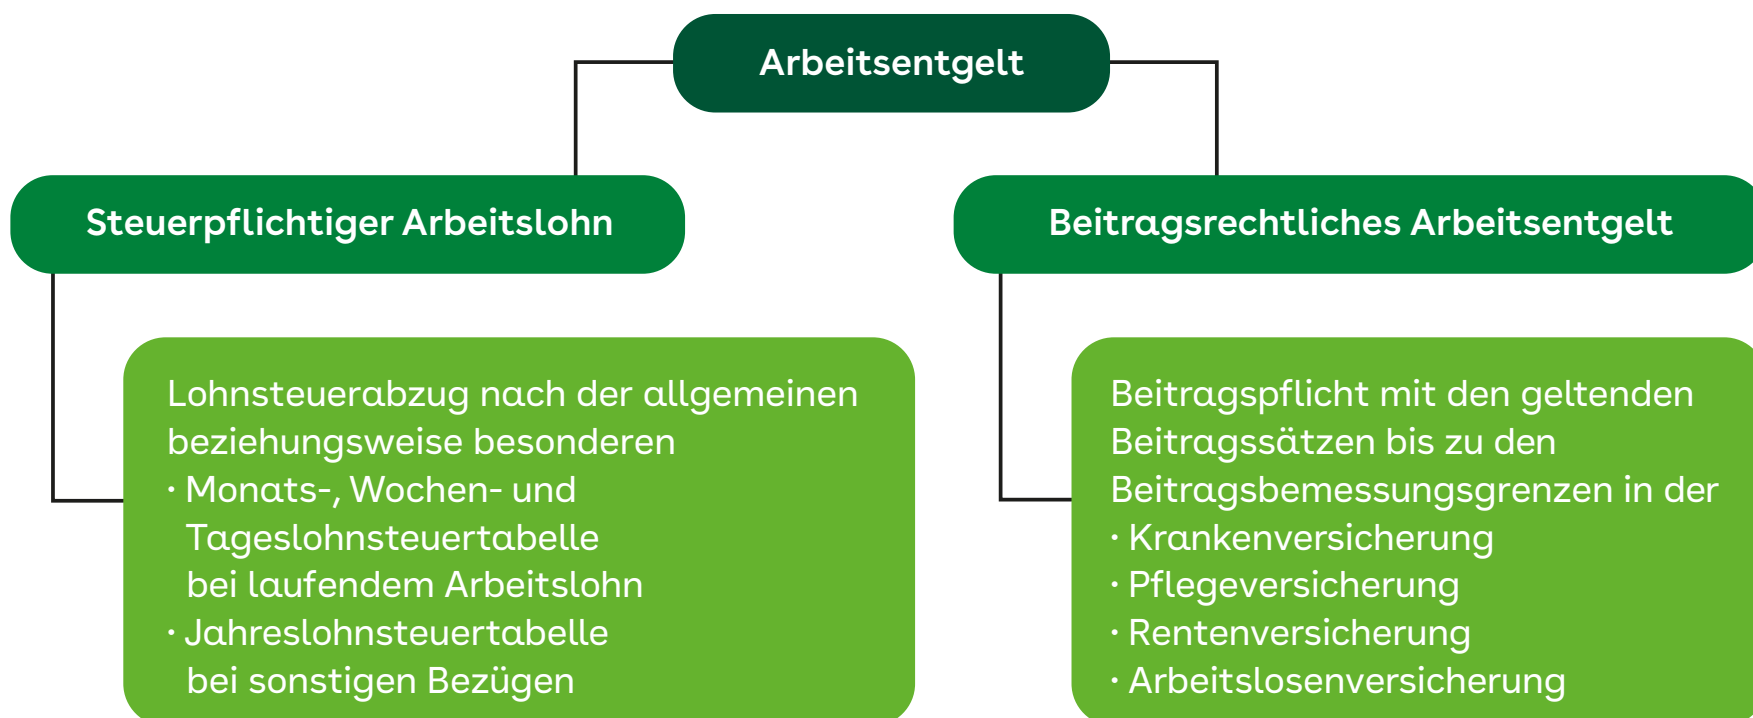 Arbeitsentgelt
Steuerpflichtiger Arbeitslohn
Beitragsrechtliches Arbeitsentgelt
Lohnsteuerabzug nach der allgemeinen
beziehungsweise besonderen
· Monats-, Wochen- und
Tageslohnsteuertabelle
bei laufendem Arbeitslohn
· Jahreslohnsteuertabelle
bei sonstigen Bezügen
Beitragspflicht mit den geltenden
Beitragssätzen bis zu den
Beitragsbemessungsgrenzen in der
· Krankenversicherung
· Pflegeversicherung
· Rentenversicherung
· Arbeitslosenversicherung